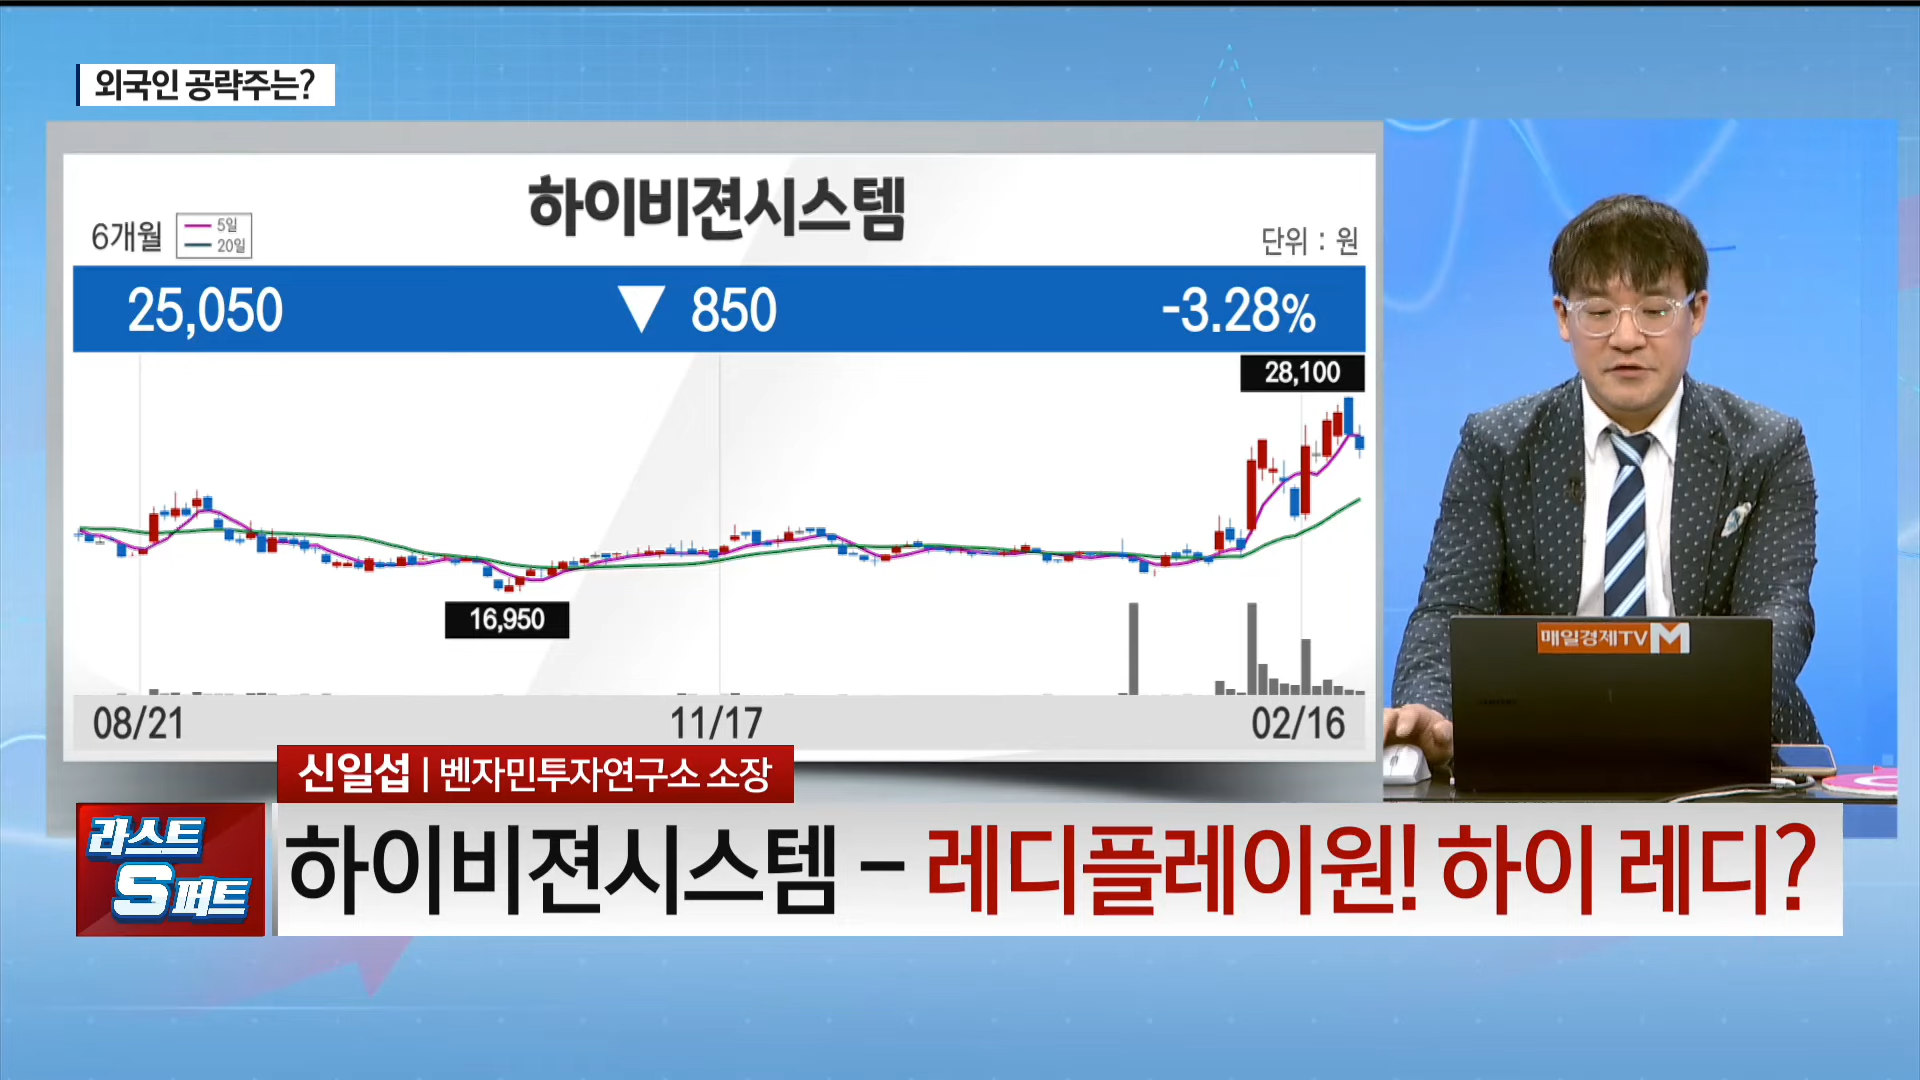 외국인 공략주는?
하이비젼시스템
6개월
5일
20일
단위 : 원
25,050 ▼ 850 -3.28%
28,100
16,950
08/21 11/17 02/16
매일경제TV M
신일섭 | 벤자민투자연구소 소장
라스트
S퍼트
하이비젼시스템 - 레디플레이원! 하이 레디?